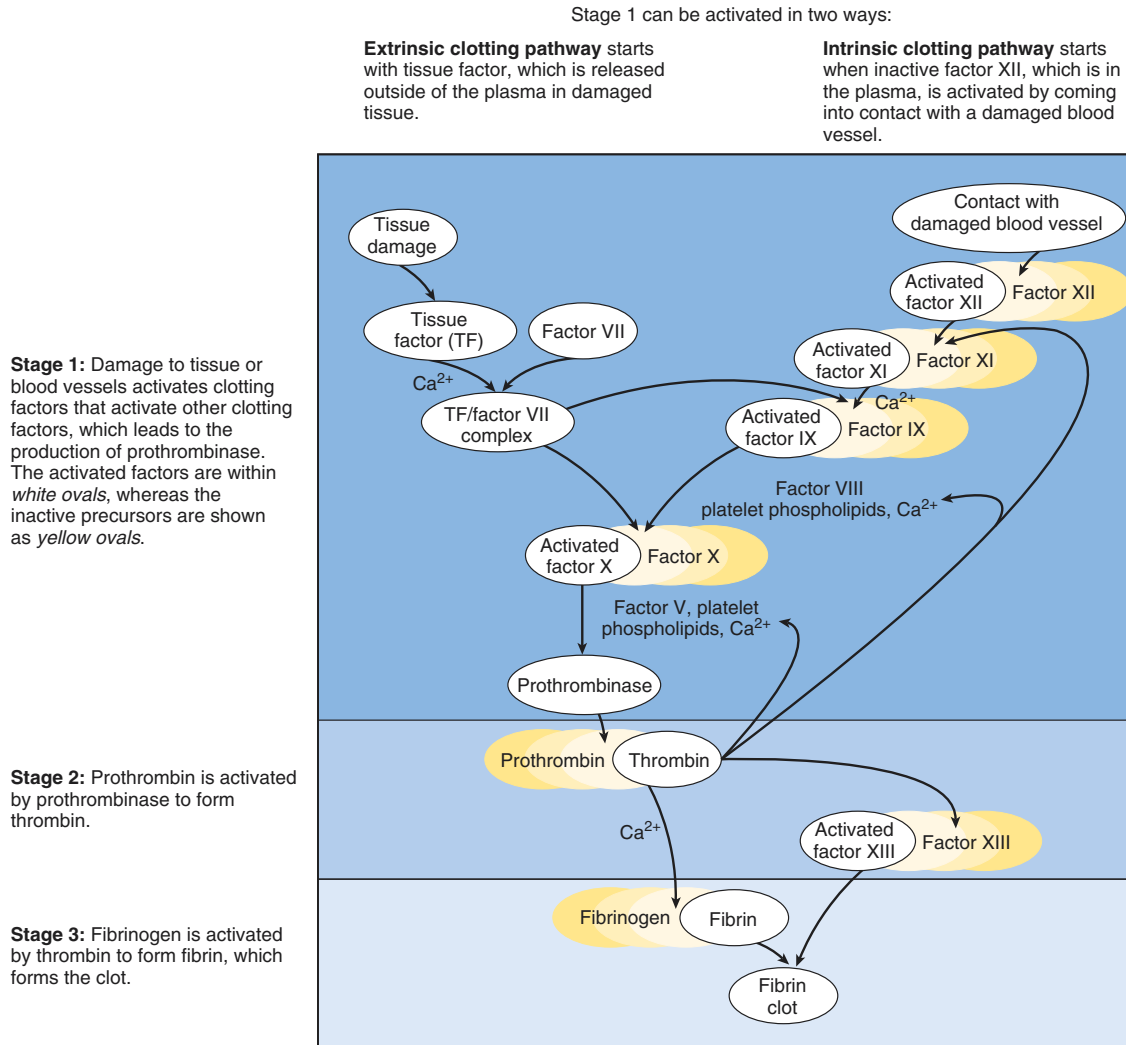 Stage 1 can be activated in two ways:
Extrinsic clotting pathway starts
with tissue factor, which is released
outside of the plasma in damaged
tissue.
Intrinsic clotting pathway starts
when inactive factor XII, which is in
the plasma, is activated by coming
into contact with a damaged blood
vessel.
Stage 1: Damage to tissue or
blood vessels activates clotting
factors that activate other clotting
factors, which leads to the
production of prothrombinase.
The activated factors are within
white ovals, whereas the
inactive precursors are shown
as yellow ovals.
Tissue
damage
Contact with
damaged blood vessel
Activated
factor XII
Factor XII
Tissue
factor (TF)
Factor VII
Activated
factor XI
Factor XI
Ca2+
Ca2+
TF/factor VII
complex
Activated
factor IX
Factor IX
Factor VIII
platelet phospholipids, Ca2+
Activated
factor X
Factor X
Factor V, platelet
phospholipids, Ca2+
Prothrombinase
Stage 2: Prothrombin is activated
by prothrombinase to form
thrombin.
Prothrombin
Thrombin
Ca2+
Activated
factor XIII
Factor XIII
Stage 3: Fibrinogen is activated
by thrombin to form fibrin, which
forms the clot.
Fibrinogen
Fibrin
Fibrin
clot